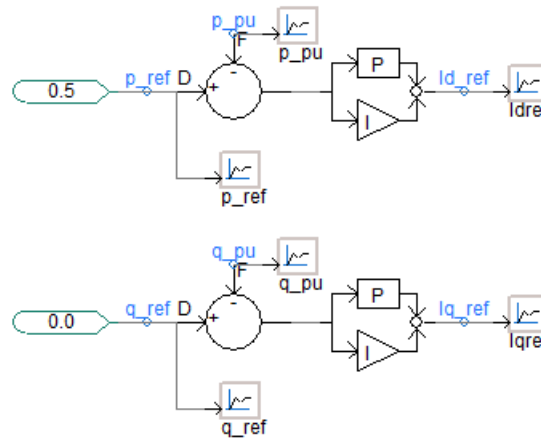 p_pu
F
p_pu
p_ref D
0.5
+
-
P
I
Id_ref
Idre
p_ref
q_pu
F
q_pu
q_ref D
0.0
+
-
P
I
Iq_ref
Iqre
q_ref